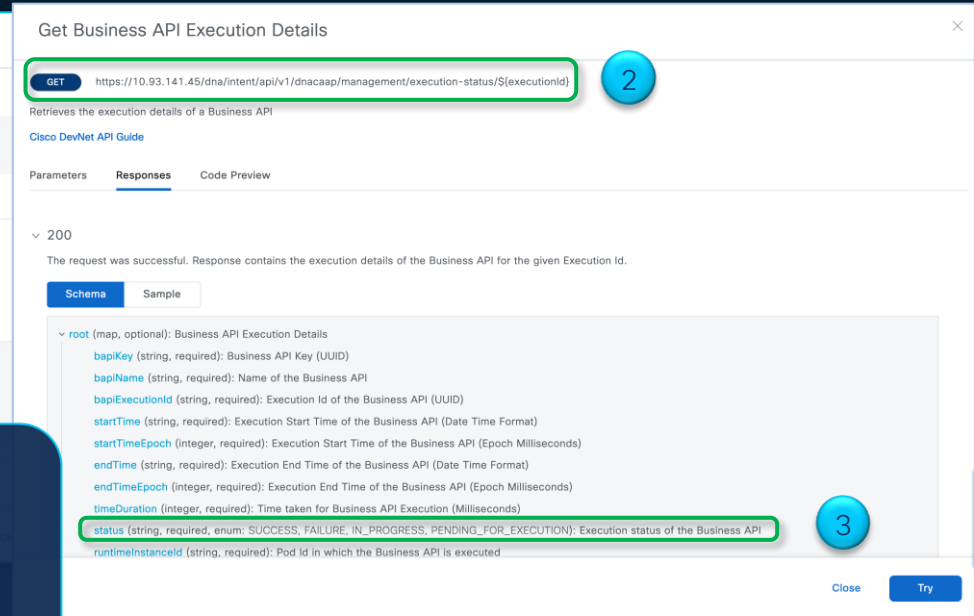 Get Business API Execution Details
GET https://10.93.141.45/dna/intent/api/v1/dnacaap/management/execution-status/${executionId}
2
Retrieves the execution details of a Business API
Cisco DevNet API Guide
Parameters Responses Code Preview
200
The request was successful. Response contains the execution details of the Business API for the given Execution Id.
Schema Sample
root (map, optional): Business API Execution Details
bapiKey (string, required): Business API Key (UUID)
bapiName (string, required): Name of the Business API
bapiExecutionId (string, required): Execution Id of the Business API (UUID)
startTime (string, required): Execution Start Time of the Business API (Date Time Format)
startTimeEpoch (integer, required): Execution Start Time of the Business API (Epoch Milliseconds)
endTime (string, required): Execution End Time of the Business API (Date Time Format)
endTimeEpoch (integer, required): Execution End Time of the Business API (Epoch Milliseconds)
timeDuration (integer, required): Time taken for Business API Execution (Milliseconds)
status (string, required, enum: SUCCESS, FAILURE, IN_PROGRESS, PENDING_FOR_EXECUTION): Execution status of the Business API
3
runtimeInstanceId (string, required): Pod Id in which the Business API is executed
Close Try